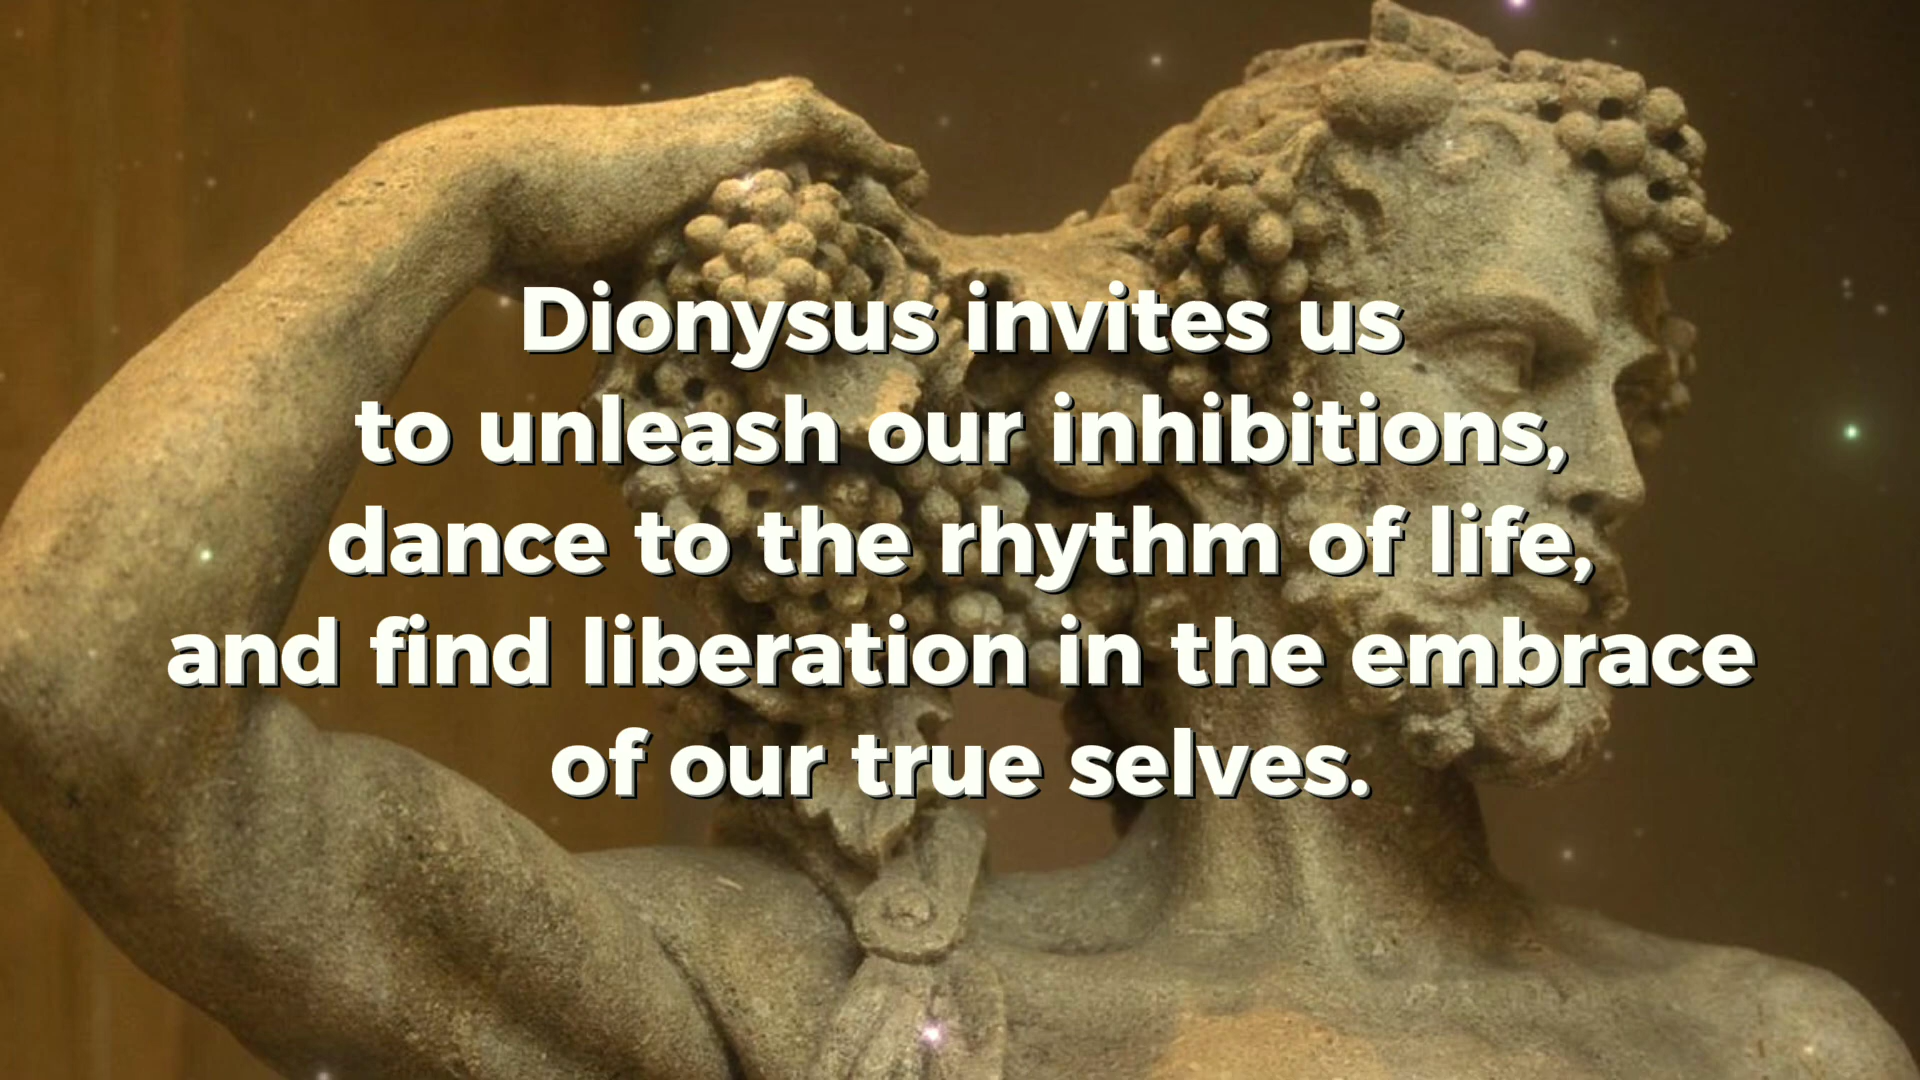 Dionysus invites us
to unleash our inhibitions,
dance to the rhythm of life,
and find liberation in the embrace
of our true selves.